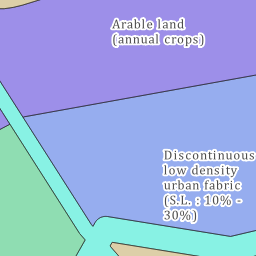 Arable land
(annual crops)
Discontinuous
low density
urban fabric
(S.L. : 10% -
30%)